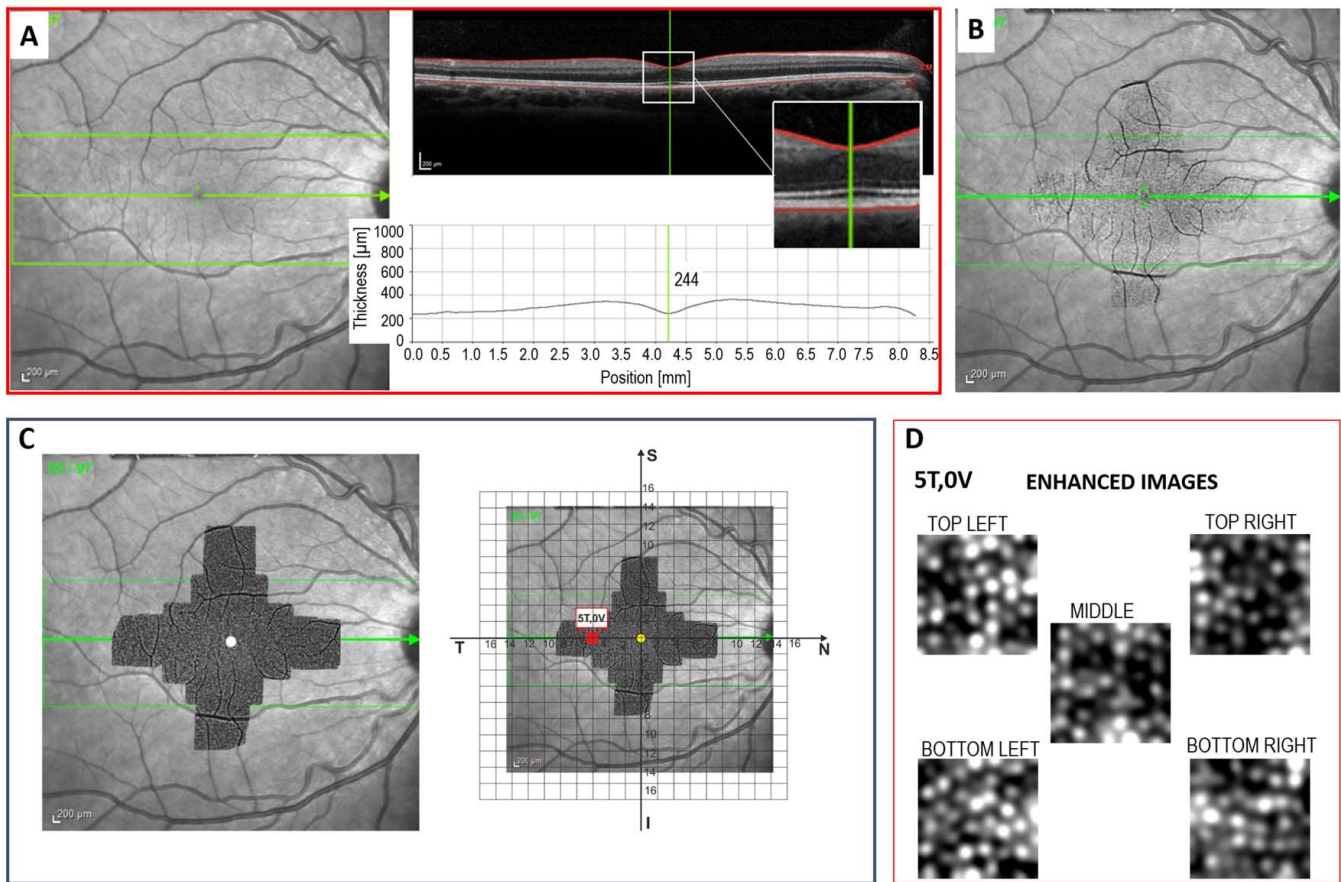 A
97
200 µm
200 µm
1000
800
600
400
200
0
Thickness [µm]
244
0.0 0.5 1.0 1.5 2.0 2.5 3.0 3.5 4.0 4.5 5.0 5.5 6.0 6.5 7.0 7.5 8.0 8.5
Position [mm]
B
97
200 µm
C
200 µm
S
16
14
12
10
5T,0V
T
16 14 12 10 8
12 14 16
N
8
10
12
14
16
I
200 µm
D
5T,0V ENHANCED IMAGES
TOP LEFT
TOP RIGHT
MIDDLE
BOTTOM LEFT
BOTTOM RIGHT